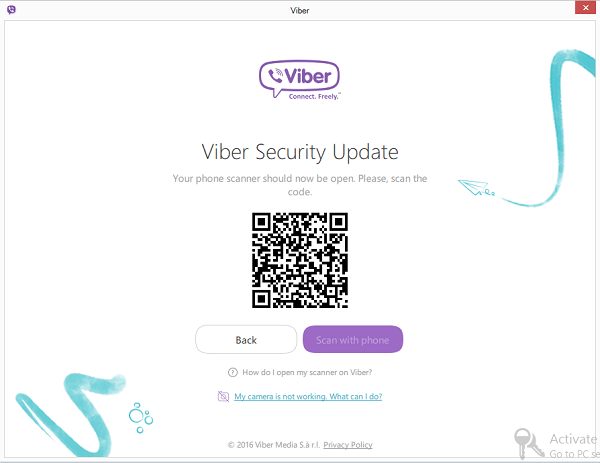 Viber
Viber
Connect. Freely.™
Viber Security Update
Your phone scanner should now be open. Please, scan the
code.
Back
Scan with phone
How do I open my scanner on Viber?
My camera is not working. What can I do?
© 2016 Viber Media S.à r.l. Privacy Policy
Activate
Go to PC se